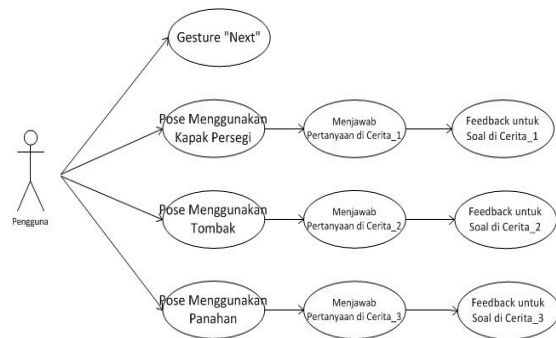 Gesture "Next"
Pose Menggunakan
Kapak Persegi
Menjawab
Pertanyaan di Cerita_1
Feedback untuk
Soal di Cerita_1
Pengguna
Pose Menggunakan
Tombak
Menjawab
Pertanyaan di Cerita_2
Feedback untuk
Soal di Cerita_2
Pose Menggunakan
Panahan
Menjawab
Pertanyaan di Cerita_3
Feedback untuk
Soal di Cerita_3